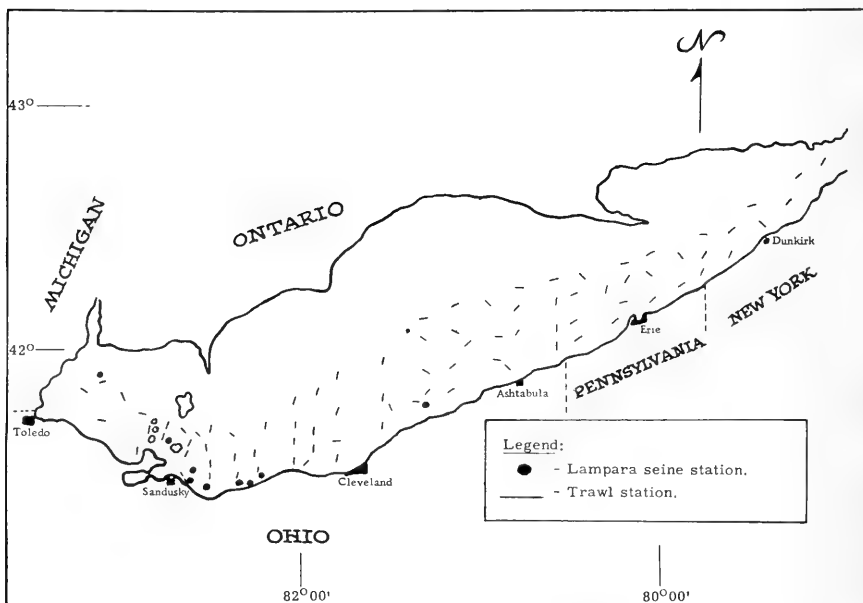 N
43°
MICHIGAN
ONTARIO
Dunkirk
42°
Erie
NEW YORK
PENNSYLVANIA
Ashtabula
Toledo
Legend:
- Lampara seine station.
- Trawl station.
Cleveland
Sandusky
OHIO
82°00'
80°00'